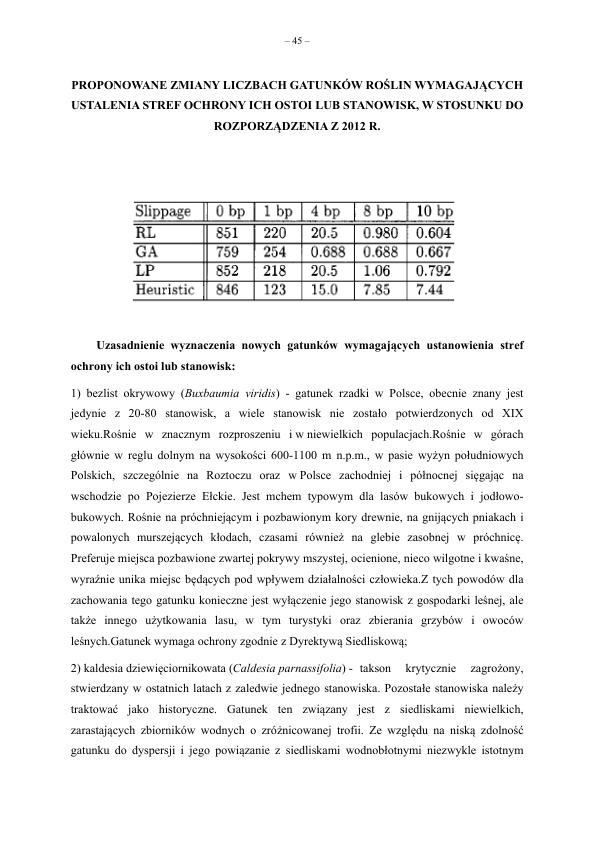 – 45 –
PROPONOWANE ZMIANY LICZBACH GATUNKÓW ROŚLIN WYMAGAJĄCYCH
USTALENIA STREF OCHRONY ICH OSTOI LUB STANOWISK, W STOSUNKU DO
ROZPORZĄDZENIA Z 2012 R.
Slippage 0 bp 1 bp 4 bp 8 bp 10 bp
RL 851 220 20.5 0.980 0.604
GA 759 254 0.688 0.688 0.667
LP 852 218 20.5 1.06 0.792
Heuristic 846 123 15.0 7.85 7.44
Uzasadnienie wyznaczenia nowych gatunków wymagających ustanowienia stref
ochrony ich ostoi lub stanowisk:
1) bezlist okrywowy (Buxbaumia viridis) - gatunek rzadki w Polsce, obecnie znany jest
jedynie z 20-80 stanowisk, a wiele stanowisk nie zostało potwierdzonych od XIX
wieku.Rośnie w znacznym rozproszeniu i w niewielkich populacjach.Rośnie w górach
głównie w reglu dolnym na wysokości 600-1100 m n.p.m., w pasie wyżyn południowych
Polskich, szczególnie na Roztoczu oraz w Polsce zachodniej i północnej sięgając na
wschodzie po Pojezierze Ełckie. Jest mchem typowym dla lasów bukowych i jodłowo-
bukowych. Rośnie na próchniejącym i pozbawionym kory drewnie, na gnijących pniakach i
powalonych murszejących kłodach, czasami również na glebie zasobnej w próchnicę.
Preferuje miejsca pozbawione zwartej pokrywy mszystej, ocienione, nieco wilgotne i kwaśne,
wyraźnie unika miejsc będących pod wpływem działalności człowieka.Z tych powodów dla
zachowania tego gatunku konieczne jest wyłączenie jego stanowisk z gospodarki leśnej, ale
także innego użytkowania lasu, w tym turystyki oraz zbierania grzybów i owoców
leśnych.Gatunek wymaga ochrony zgodnie z Dyrektywą Siedliskową;
2) kaldesia dziewięciornikowata (Caldesia parnassifolia) - takson krytycznie zagrożony,
stwierdzany w ostatnich latach z zaledwie jednego stanowiska. Pozostałe stanowiska należy
traktować jako historyczne. Gatunek ten związany jest z siedliskami niewielkich,
zarastających zbiorników wodnych o zróżnicowanej trofii. Ze względu na niską zdolność
gatunku do dyspersji i jego powiązanie z siedliskami wodnobłotnymi niezwykle istotnym